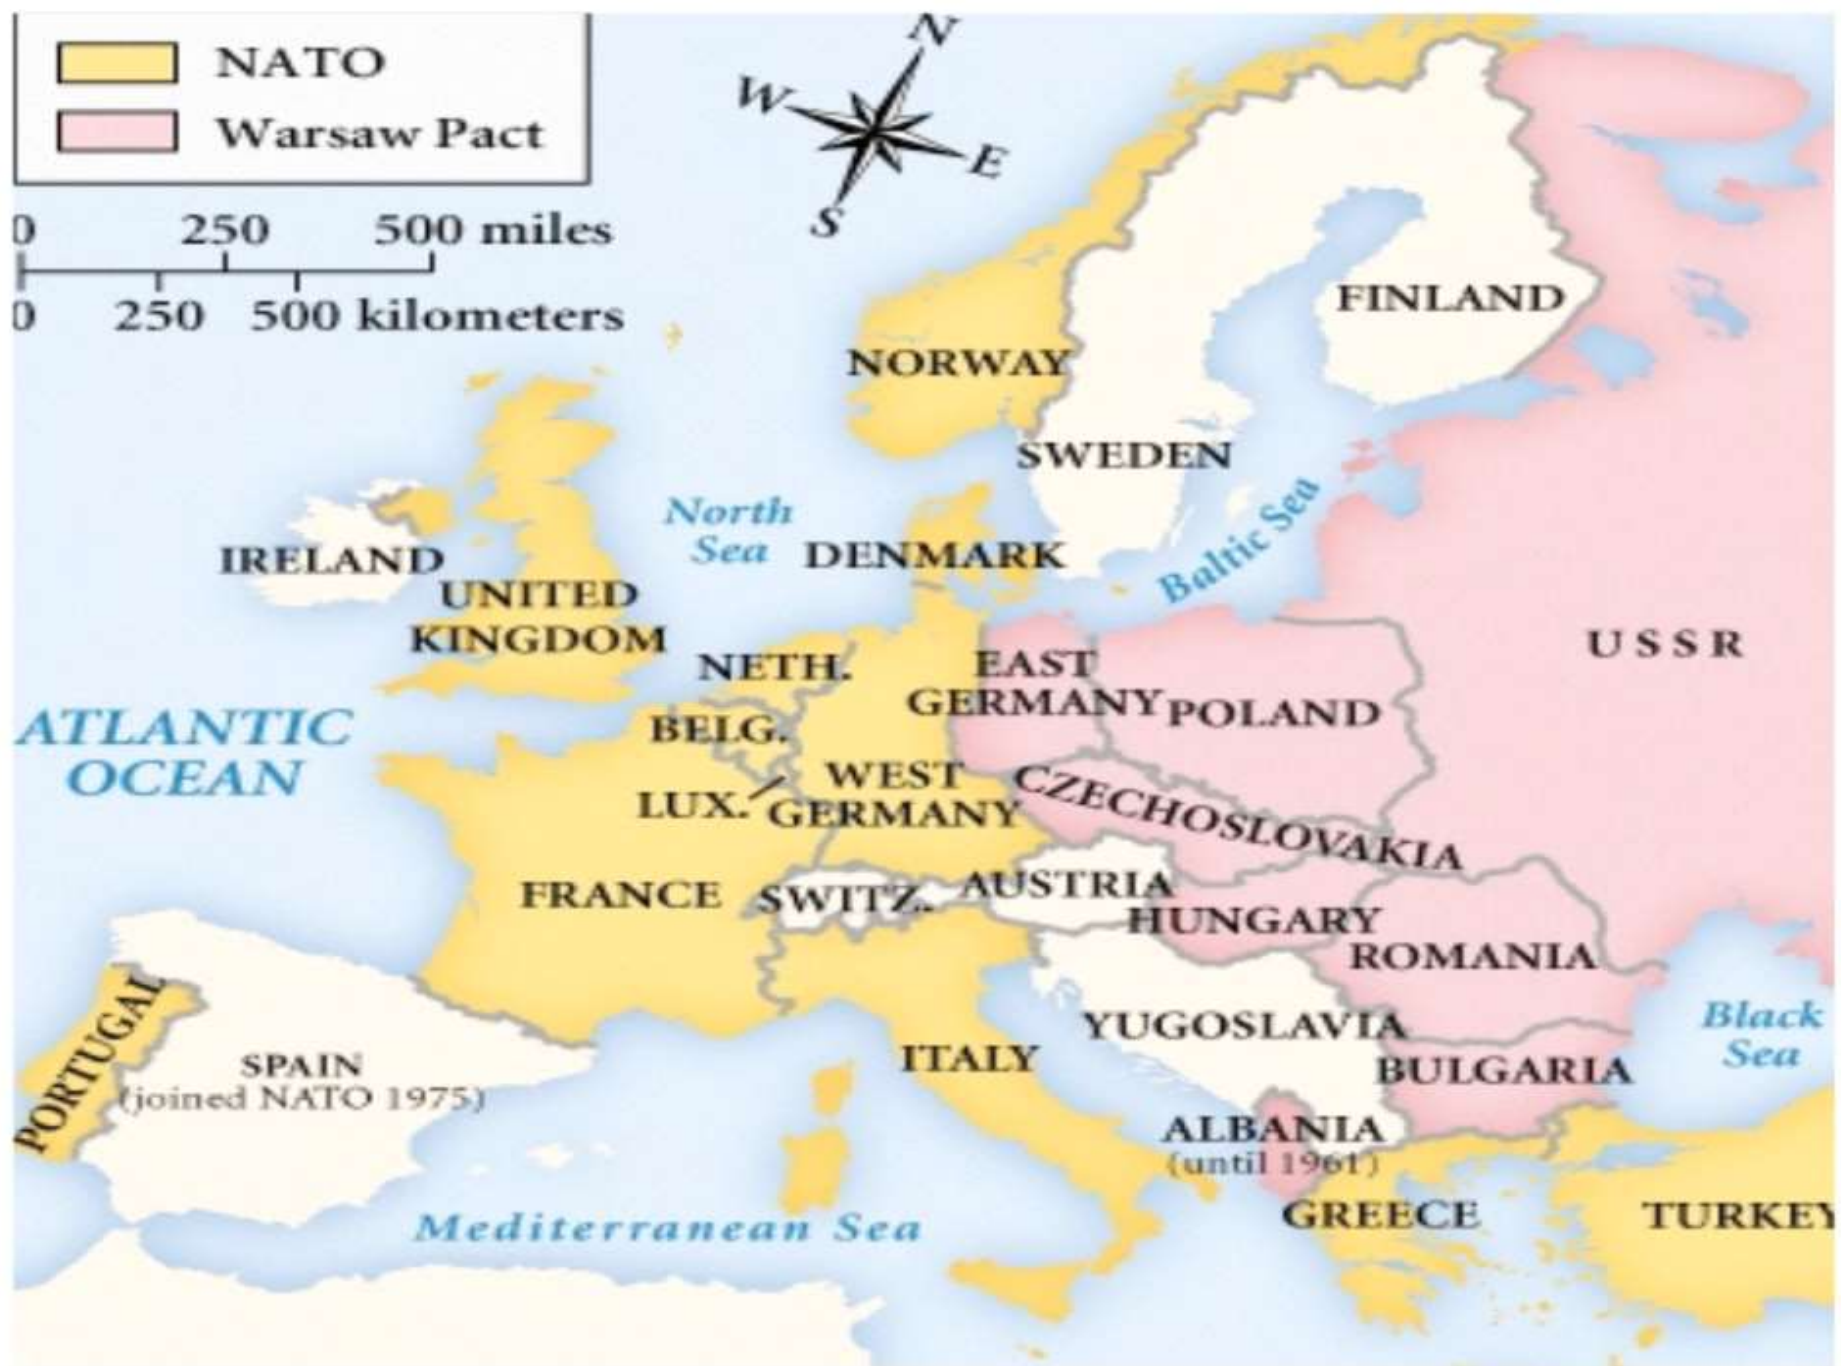 NATO
Warsaw Pact
N
W
E
S
0 250 500 miles
0 250 500 kilometers
FINLAND
NORWAY
SWEDEN
North
Sea
DENMARK
Baltic Sea
IRELAND
UNITED
KINGDOM
NETH.
EAST
GERMANY
POLAND
USSR
BELG.
ATLANTIC
OCEAN
LUX.
WEST
GERMANY
CZECHOSLOVAKIA
FRANCE
SWITZ.
AUSTRIA
HUNGARY
ROMANIA
PORTUGAL
SPAIN
(joined NATO 1975)
ITALY
YUGOSLAVIA
BULGARIA
Black
Sea
ALBANIA
(until 1961)
Mediterranean Sea
GREECE
TURKEY